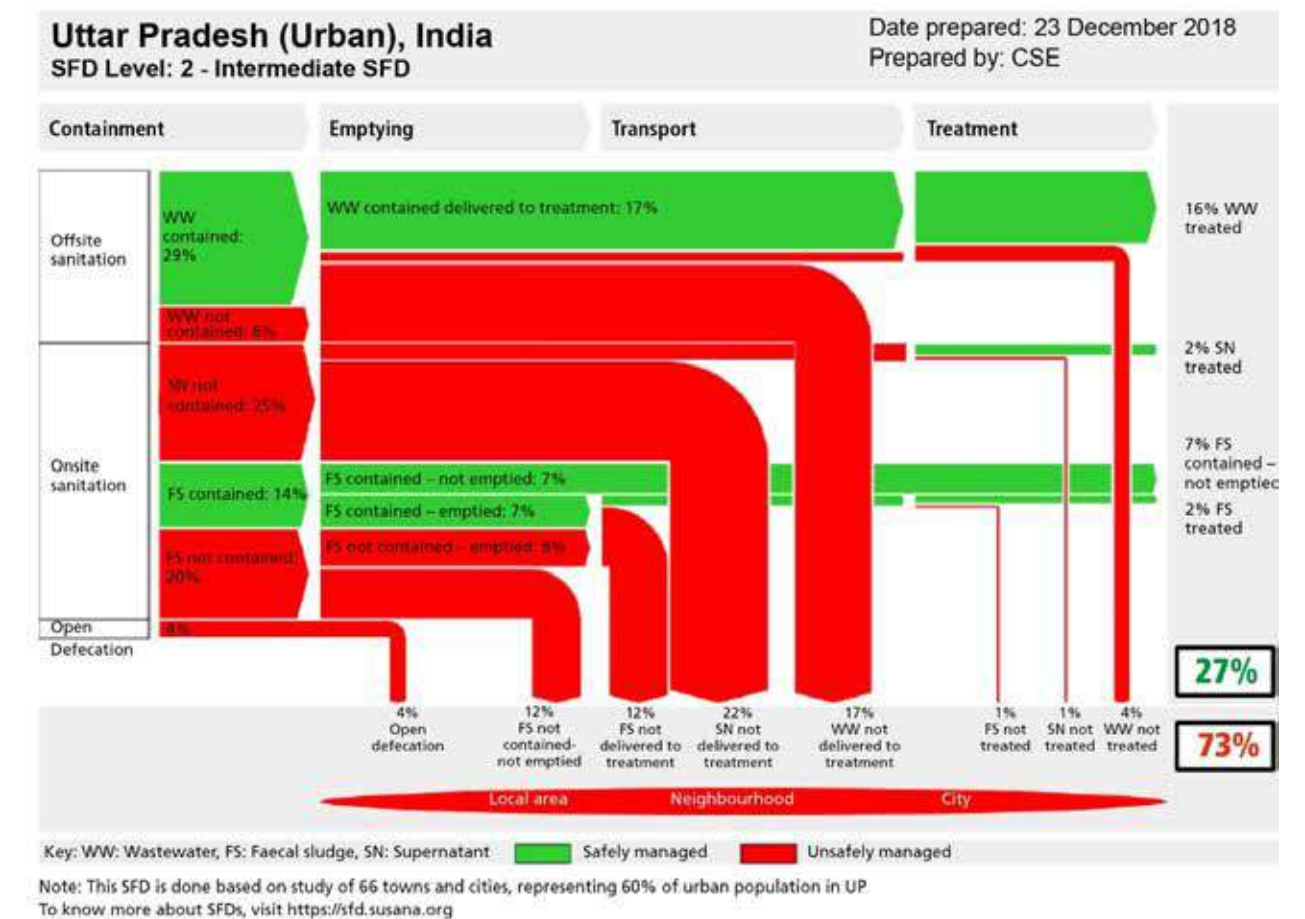 Uttar Pradesh (Urban), India
SFD Level: 2 - Intermediate SFD
Date prepared: 23 December 2018
Prepared by: CSE
Containment
Emptying
Transport
Treatment
Offsite
sanitation
WW
contained:
29%
WW contained delivered to treatment: 17%
16% WW
treated
WW not
contained: 8%
SN not
contained: 25%
2% SN
treated
Onsite
sanitation
FS contained: 14%
FS contained – not emptied: 7%
FS contained – emptied: 7%
7% FS
contained –
not emptied
2% FS
treated
FS not contained:
20%
FS not contained – emptied: 8%
Open
Defecation
4%
27%
73%
4%
Open
defecation
12%
FS not
contained-
not emptied
12%
FS not
delivered to
treatment
22%
SN not
delivered to
treatment
17%
WW not
delivered to
treatment
1%
FS not
treated
1%
SN not
treated
4%
WW not
treated
Local area
Neighbourhood
City
Key: WW: Wastewater, FS: Faecal sludge, SN: Supernatant
Safely managed
Unsafely managed
Note: This SFD is done based on study of 66 towns and cities, representing 60% of urban population in UP
To know more about SFDs, visit https://sfd.susana.org